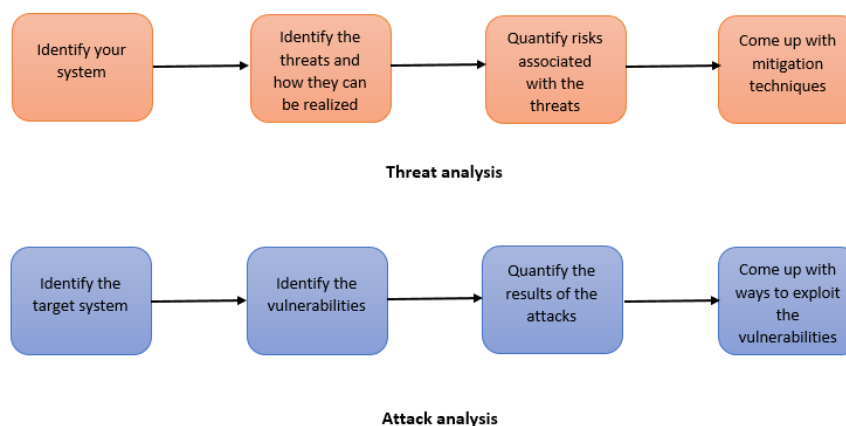 Identify your
system
Identify the
threats and
how they can
be realized
Quantify risks
associated
with the
threats
Come up with
mitigation
techniques
Threat analysis
Identify the
target system
Identify the
vulnerabilities
Quantify the
results of the
attacks
Come up with
ways to exploit
the
vulnerabilities
Attack analysis